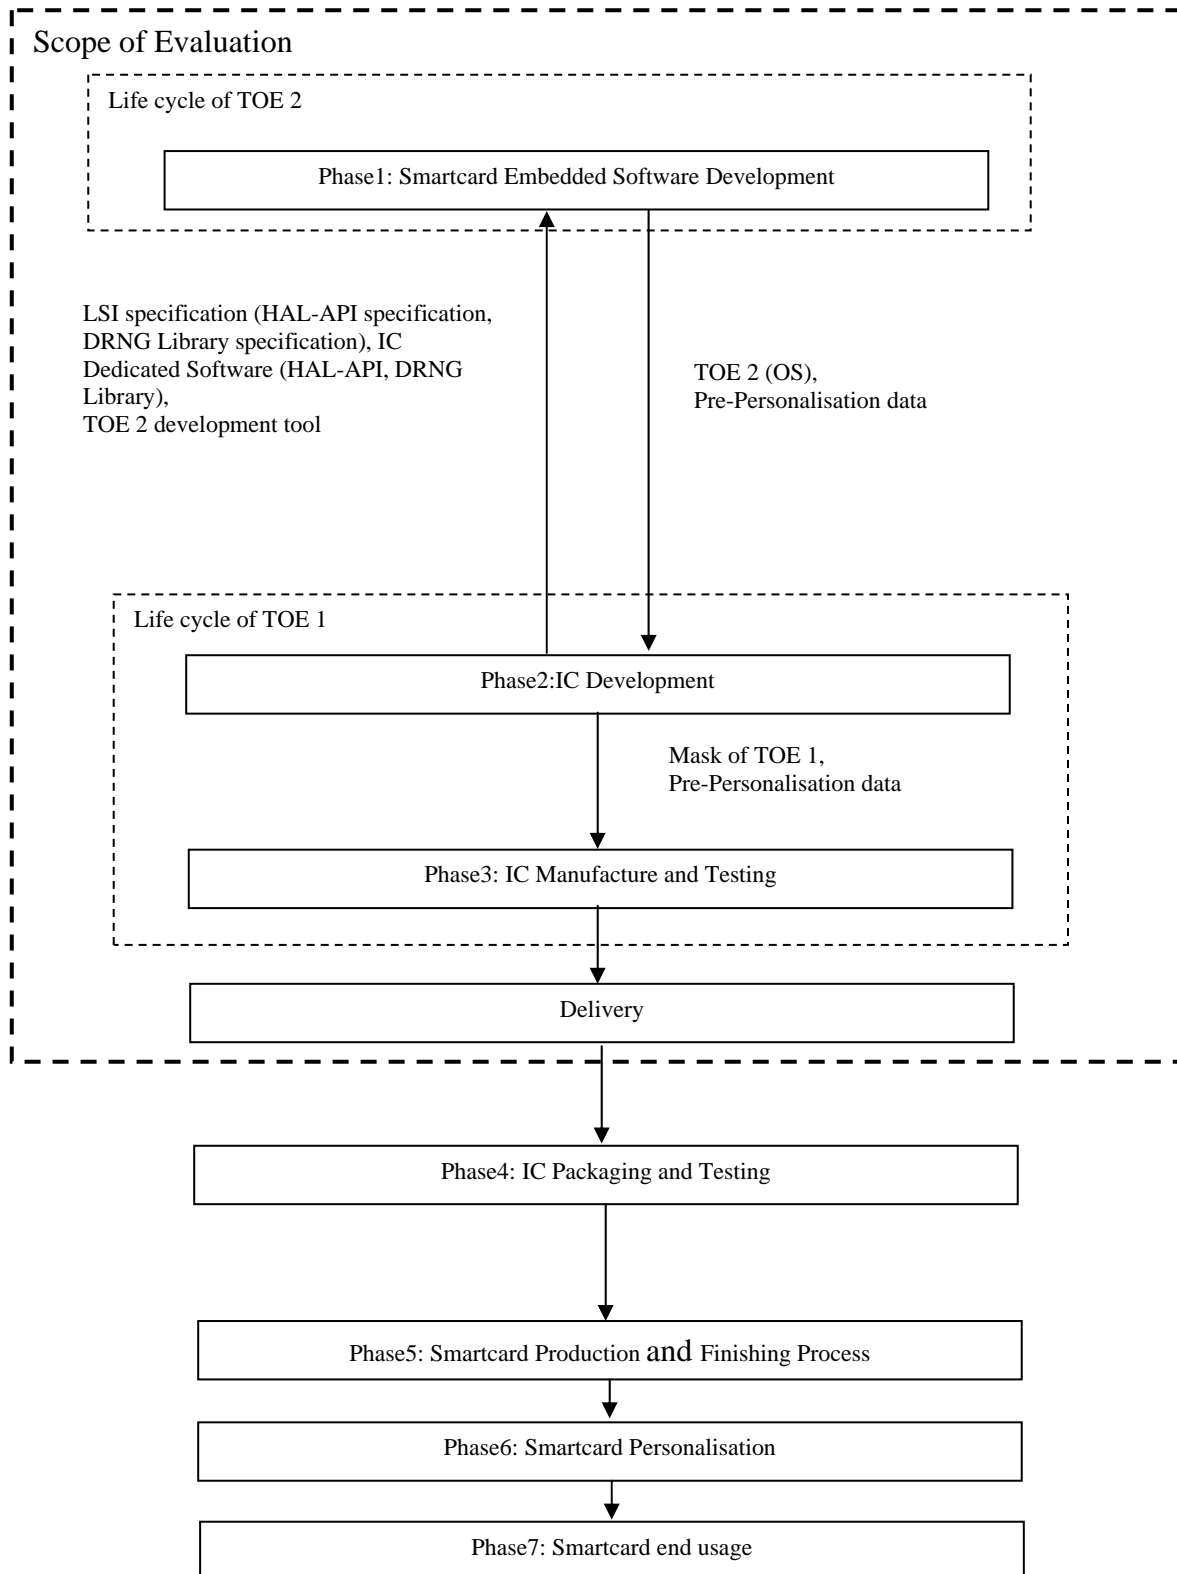 Scope of Evaluation
Life cycle of TOE 2
Phase1: Smartcard Embedded Software Development
LSI specification (HAL-API specification,
DRNG Library specification), IC
Dedicated Software (HAL-API, DRNG
Library),
TOE 2 development tool
TOE 2 (OS),
Pre-Personalisation data
Life cycle of TOE 1
Phase2:IC Development
Mask of TOE 1,
Pre-Personalisation data
Phase3: IC Manufacture and Testing
Delivery
Phase4: IC Packaging and Testing
Phase5: Smartcard Production and Finishing Process
Phase6: Smartcard Personalisation
Phase7: Smartcard end usage